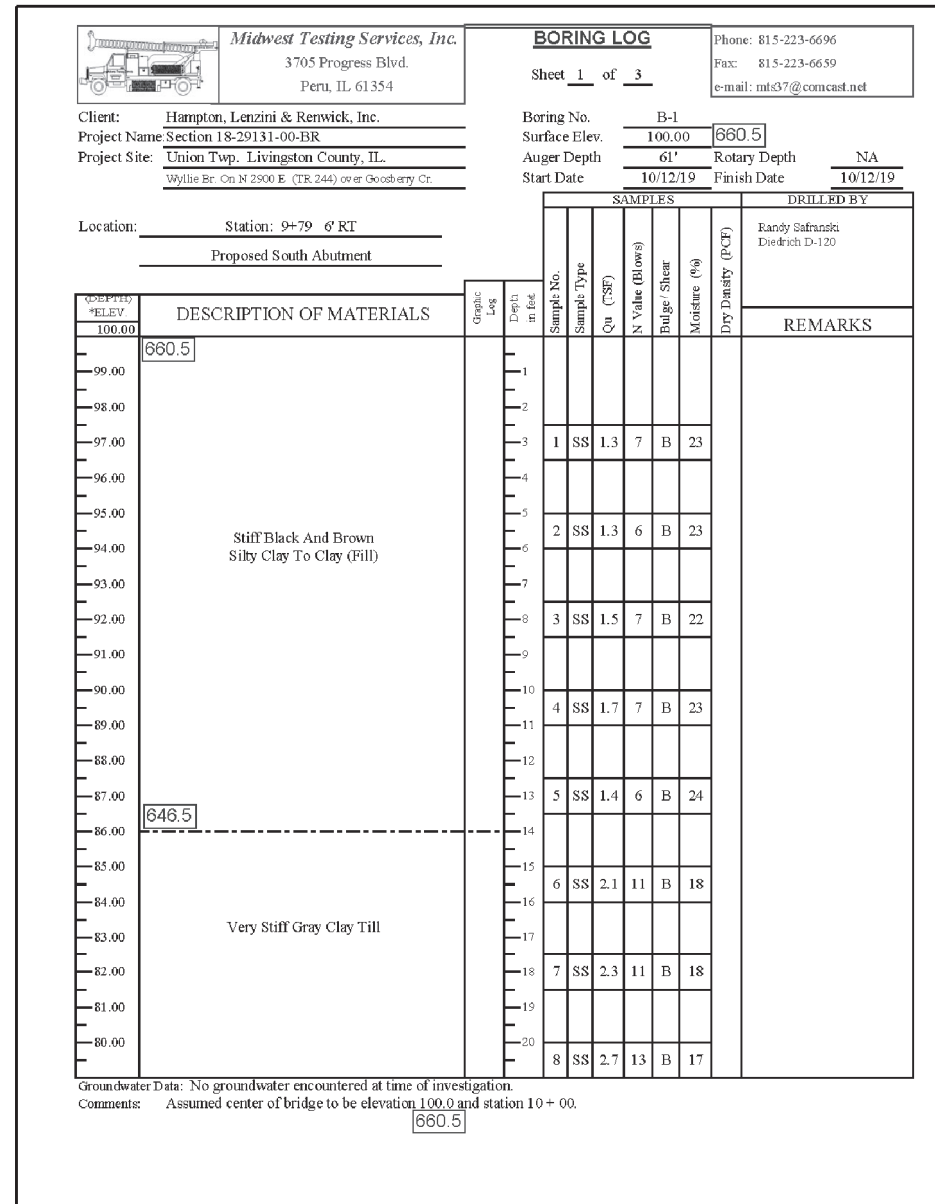 Midwest Testing Services, Inc.
3705 Progress Blvd.
Peru, IL 61354
BORING LOG
Sheet 1 of 3
Phone: 815-223-6696
Fax: 815-223-6659
e-mail: mts37@comcast.net
Client: Hampton, Lenzini & Renwick, Inc.
Project Name: Section 18-29131-00-BR
Project Site: Union Twp. Livingston County, IL.
Wyllie Br. On N 2900 E (TR 244) over Goosberry Cr.
Boring No. B-1
Surface Elev. 100.00 660.5
Auger Depth 61' Rotary Depth NA
Start Date 10/12/19 Finish Date 10/12/19
Location: Station: 9+79 6' RT
Proposed South Abutment
SAMPLES
DRILLED BY
Randy Safranski
Diedrich D-120
(DEPTH)
*ELEV.
100.00
DESCRIPTION OF MATERIALS
Graphic Log
Depth in feet
Sample No.
Sample Type
Qu (TSF)
N Value (Blows)
Bulge / Shear
Moisture (%)
Dry Dansity (PCF)
REMARKS
660.5
99.00 1
98.00 2
97.00 3 1 SS 1.3 7 B 23
96.00 4
95.00 5
2 SS 1.3 6 B 23
Stiff Black And Brown
Silty Clay To Clay (Fill)
94.00 6
93.00 7
92.00 8 3 SS 1.5 7 B 22
91.00 9
90.00 10
4 SS 1.7 7 B 23
89.00 11
88.00 12
87.00 13 5 SS 1.4 6 B 24
646.5
86.00 14
85.00 15
6 SS 2.1 11 B 18
84.00 16
Very Stiff Gray Clay Till
83.00 17
82.00 18 7 SS 2.3 11 B 18
81.00 19
80.00 20
8 SS 2.7 13 B 17
Groundwater Data: No groundwater encountered at time of investigation.
Comments: Assumed center of bridge to be elevation 100.0 and station 10 + 00.
660.5